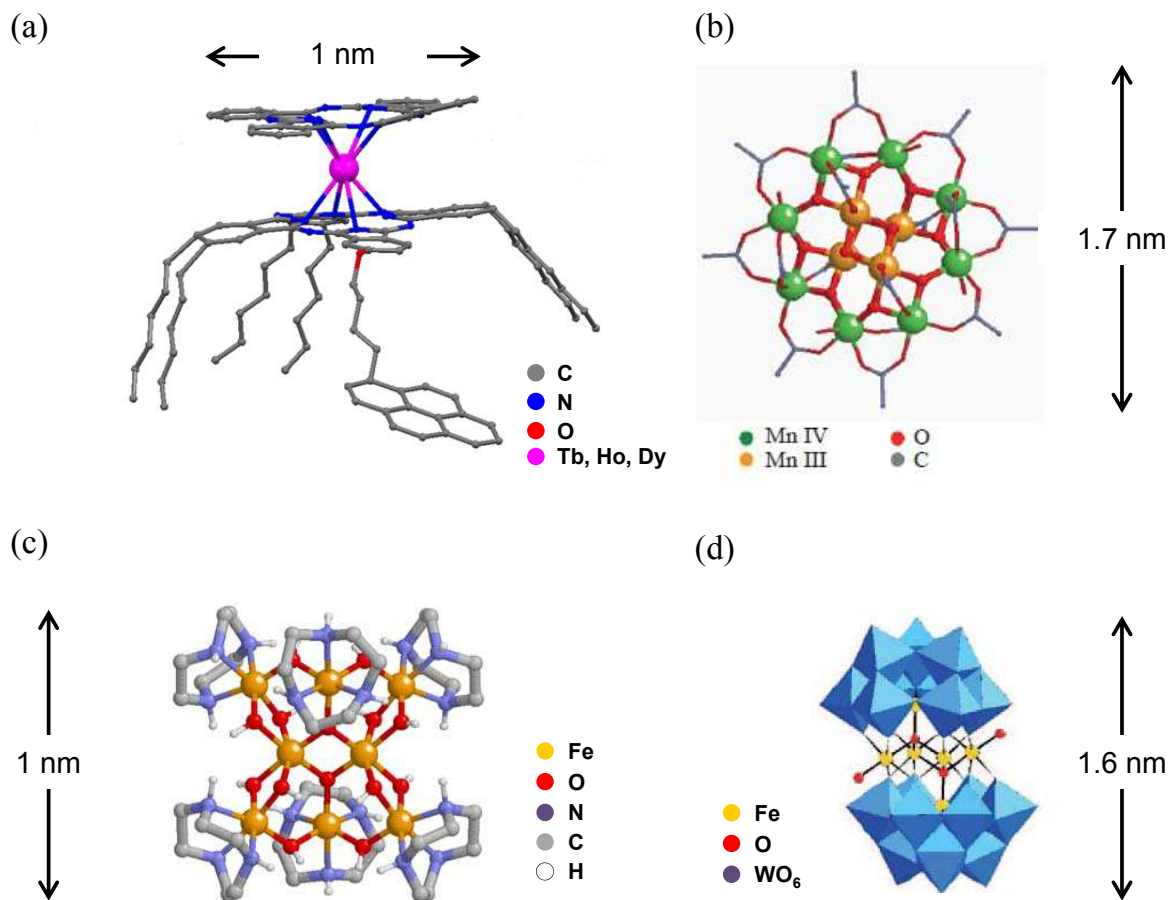 (a)
1 nm
C
N
O
Tb, Ho, Dy
(b)
1.7 nm
Mn IV O
Mn III C
(c)
1 nm
Fe
O
N
C
H
(d)
1.6 nm
Fe
O
WO6